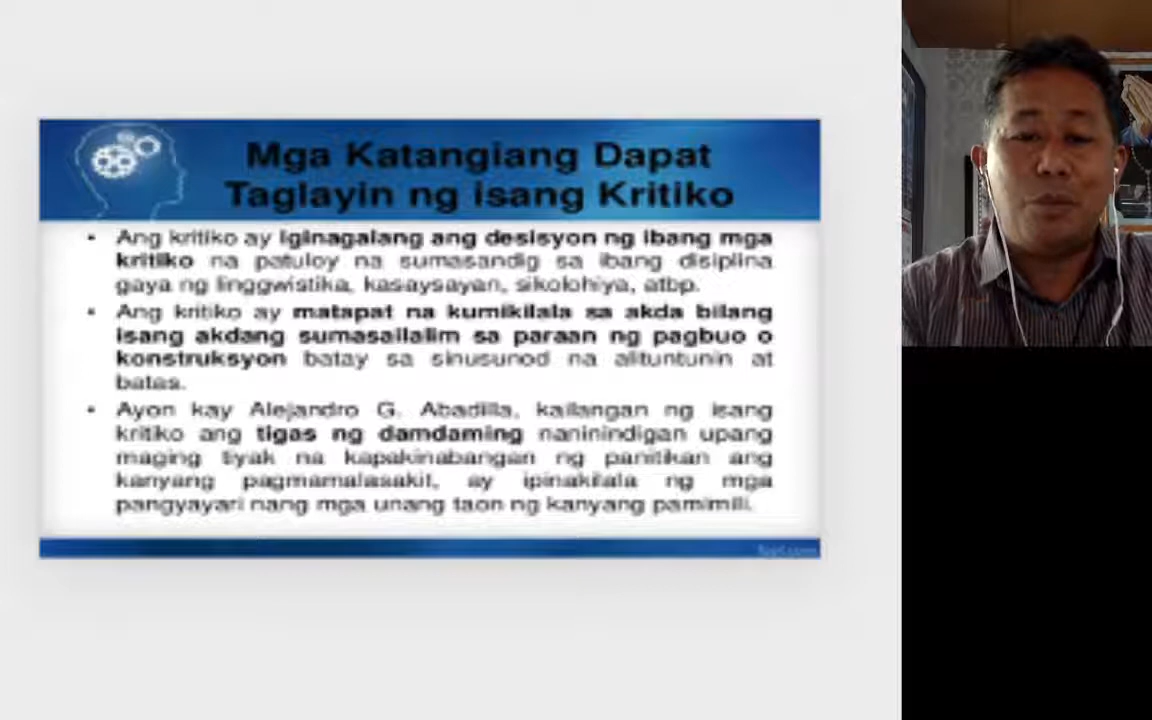 Mga Katangiang Dapat
Taglayin ng Isang Kritiko
• Ang kritiko ay iginagalang ang desisyon ng ibang mga
kritiko na patuloy na sumasandig sa ibang disiplina
gaya ng linggwistika, kasaysayan, sikolohiya, atbp.
• Ang kritiko ay matapat na kumikilala sa akda bilang
isang akdang sumasailalim sa paraan ng pagbuo o
konstruksyon batay sa sinusunod na alituntunin at
batas.
• Ayon kay Alejandro G. Abadilla, kailangan ng isang
kritiko ang tigas ng damdaming naninindigan upang
maging tiyak na kapakinabangan ng panitikan ang
kanyang pagmamalasakit, ay ipinakilala ng mga
pangyayari nang mga unang taon ng kanyang pamimili.